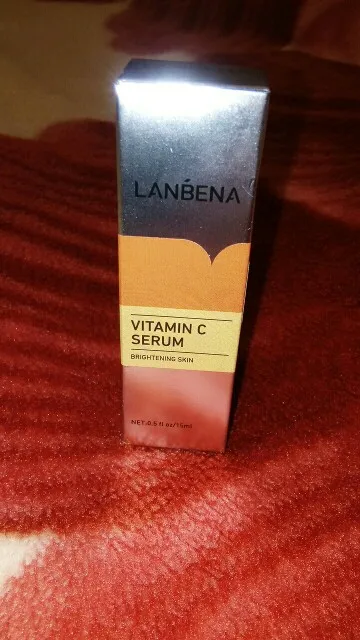 LANBENA
VITAMIN C
SERUM
BRIGHTENING SKIN
NET:0.5 fl oz/15ml